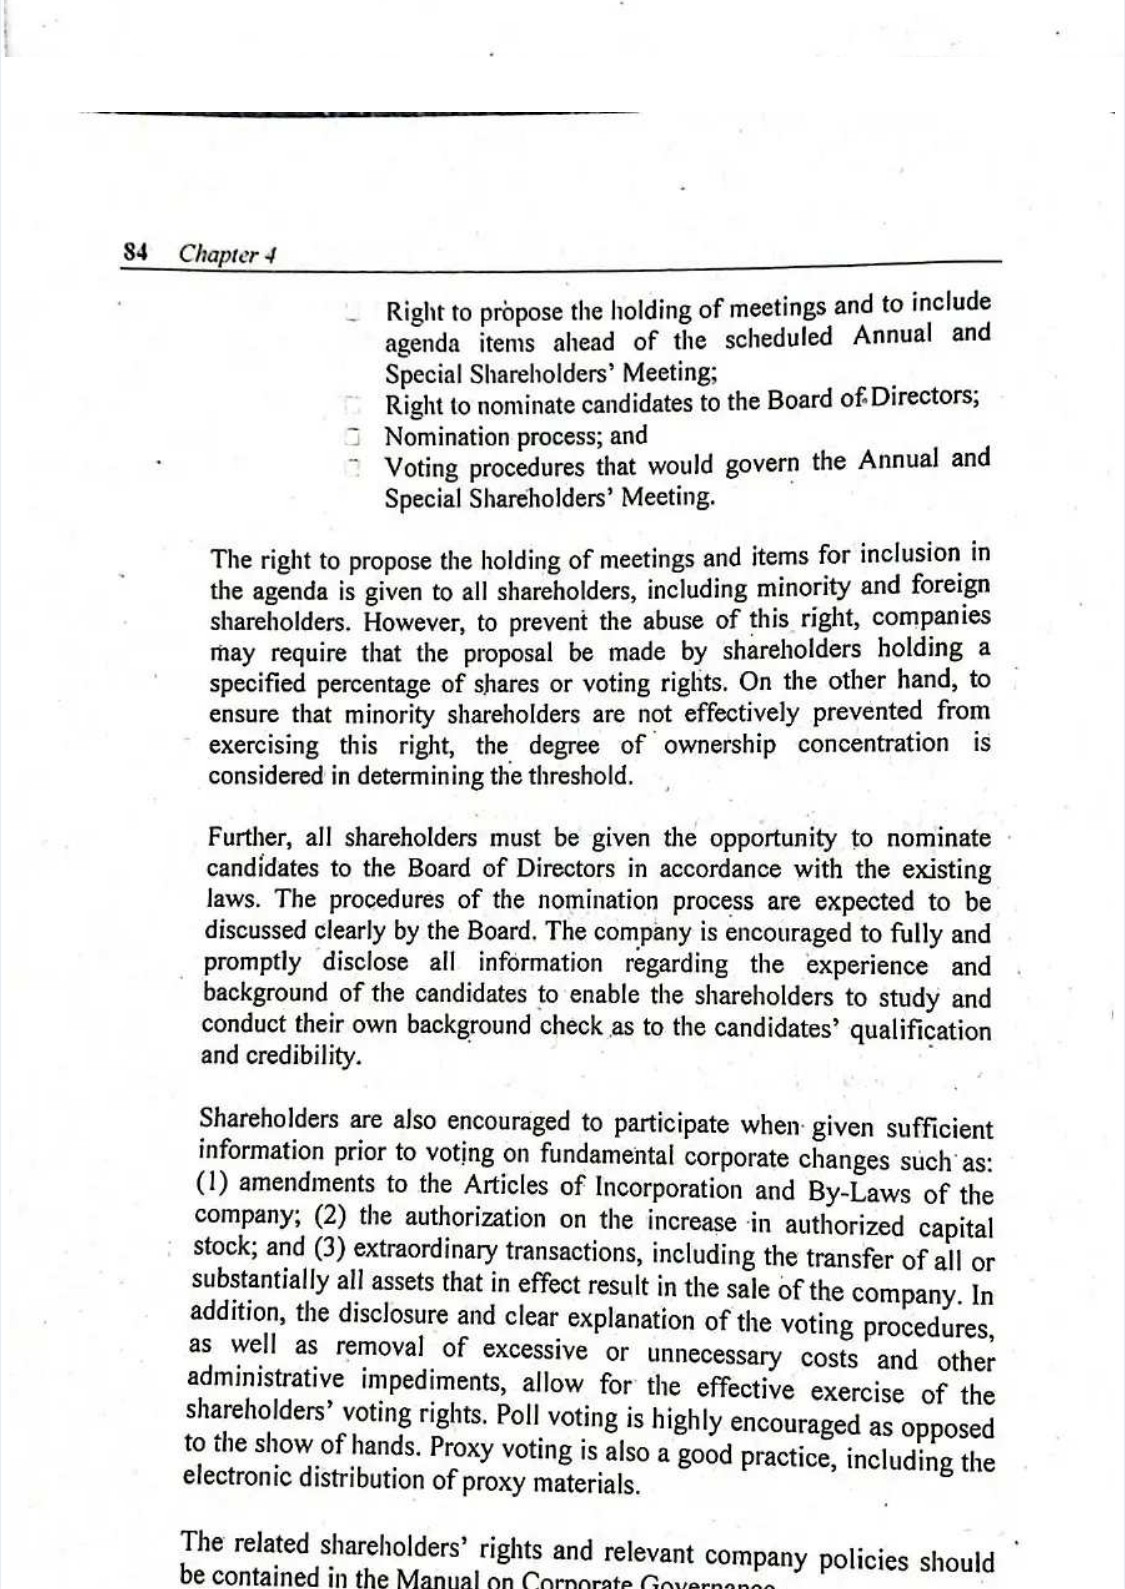 84 Chapter 4
Right to propose the holding of meetings and to include
agenda items ahead of the scheduled Annual and
Special Shareholders' Meeting;
Right to nominate candidates to the Board of Directors;
Nomination process; and
Voting procedures that would govern the Annual and
Special Shareholders' Meeting.
The right to propose the holding of meetings and items for inclusion in
the agenda is given to all shareholders, including minority and foreign
shareholders. However, to prevent the abuse of this right, companies
may require that the proposal be made by shareholders holding a
specified percentage of shares or voting rights. On the other hand, to
ensure that minority shareholders are not effectively prevented from
exercising this right, the degree of ownership concentration is
considered in determining the threshold.
Further, all shareholders must be given the opportunity to nominate
candidates to the Board of Directors in accordance with the existing
laws. The procedures of the nomination process are expected to be
discussed clearly by the Board. The company is encouraged to fully and
promptly disclose all information regarding the experience and
background of the candidates to enable the shareholders to study and
conduct their own background check as to the candidates' qualification
and credibility.
Shareholders are also encouraged to participate when given sufficient
information prior to voting on fundamental corporate changes such as:
(1) amendments to the Articles of Incorporation and By-Laws of the
company; (2) the authorization on the increase in authorized capital
stock; and (3) extraordinary transactions, including the transfer of all or
substantially all assets that in effect result in the sale of the company. In
addition, the disclosure and clear explanation of the voting procedures,
as well as removal of excessive or unnecessary costs and other
administrative impediments, allow for the effective exercise of the
shareholders' voting rights. Poll voting is highly encouraged as opposed
to the show of hands. Proxy voting is also a good practice, including the
electronic distribution of proxy materials.
The related shareholders' rights and relevant company policies should
be contained in the Manual on Corporate Governance